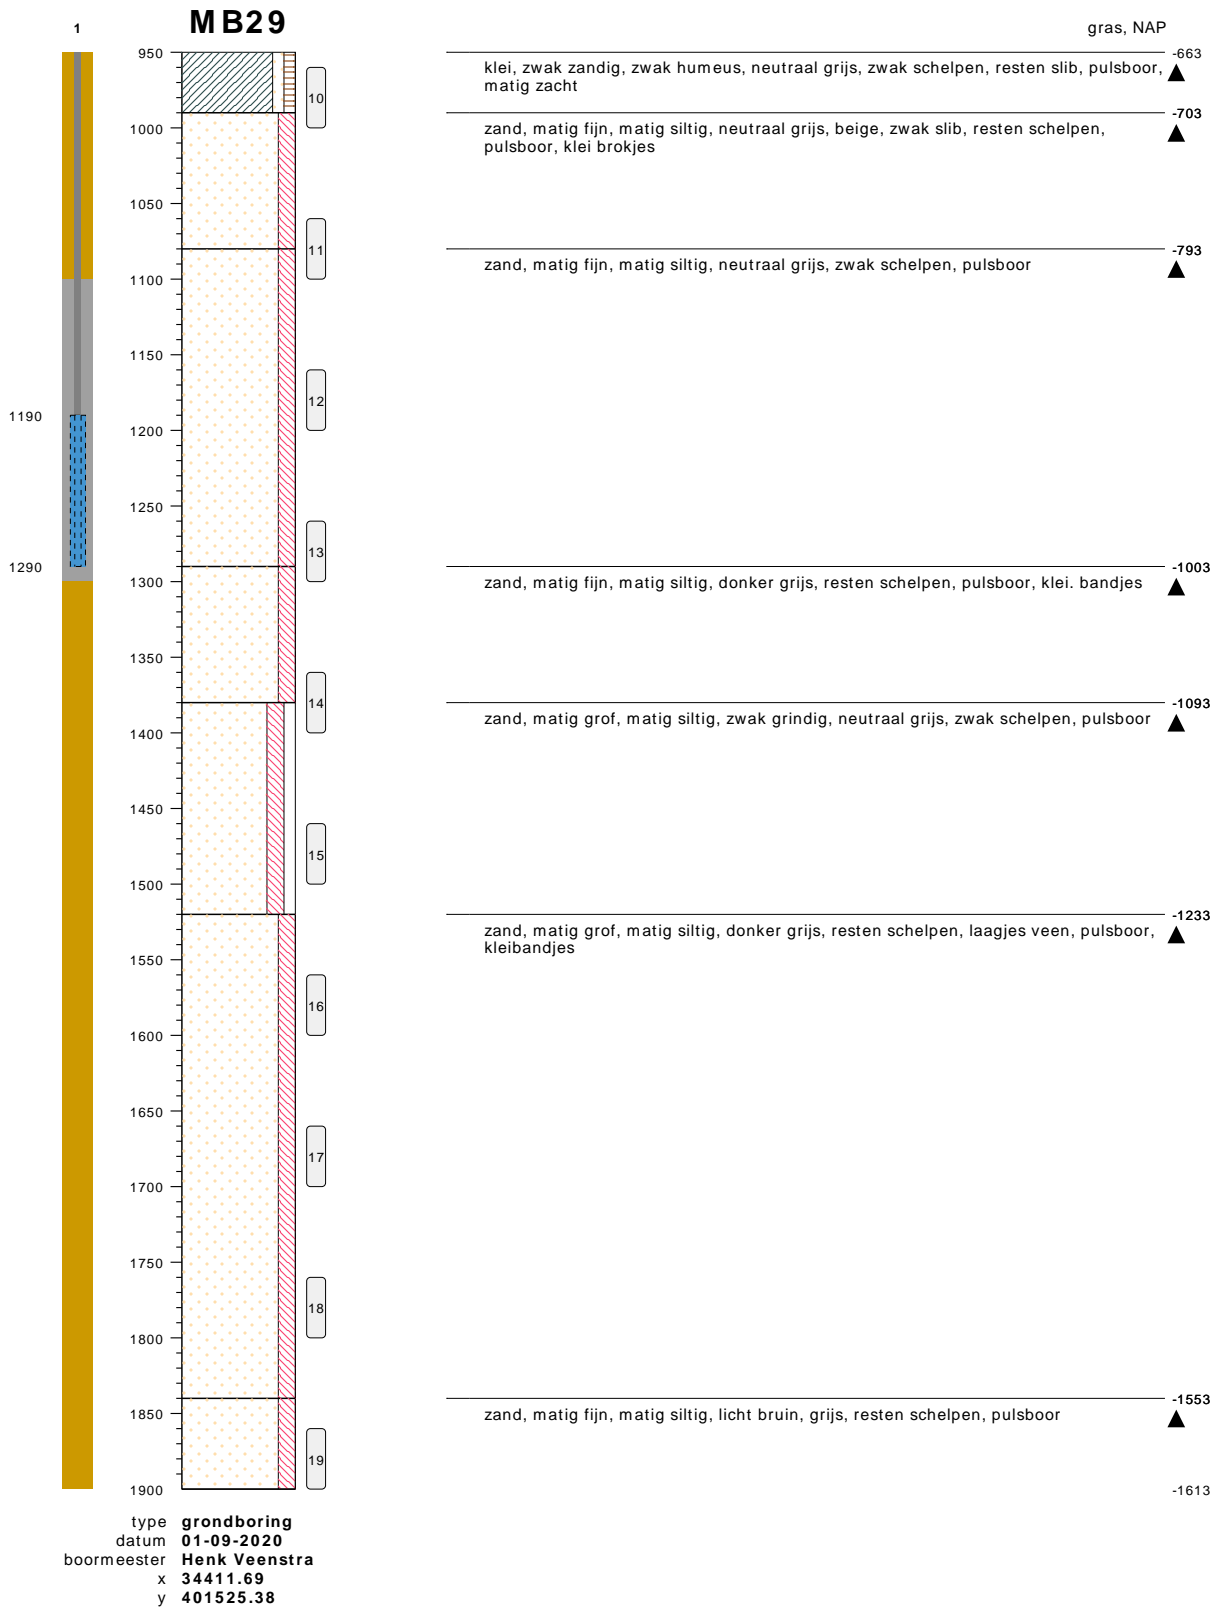 1
MB29
gras, NAP
950
-663
klei, zwak zandig, zwak humeus, neutraal grijs, zwak schelpen, resten slib, pulsboor,
matig zacht
10
-703
1000
zand, matig fijn, matig siltig, neutraal grijs, beige, zwak slib, resten schelpen,
pulsboor, klei brokjes
1050
11
-793
zand, matig fijn, matig siltig, neutraal grijs, zwak schelpen, pulsboor
1100
1150
12
1190
1200
1250
13
1290
-1003
1300
zand, matig fijn, matig siltig, donker grijs, resten schelpen, pulsboor, klei. bandjes
1350
14
-1093
zand, matig grof, matig siltig, zwak grindig, neutraal grijs, zwak schelpen, pulsboor
1400
1450
15
1500
-1233
zand, matig grof, matig siltig, donker grijs, resten schelpen, laagjes veen, pulsboor,
kleibandjes
1550
16
1600
1650
17
1700
1750
18
1800
-1553
1850
zand, matig fijn, matig siltig, licht bruin, grijs, resten schelpen, pulsboor
19
1900
-1613
type grondboring
datum 01-09-2020
boormeester Henk Veenstra
x 34411.69
y 401525.38